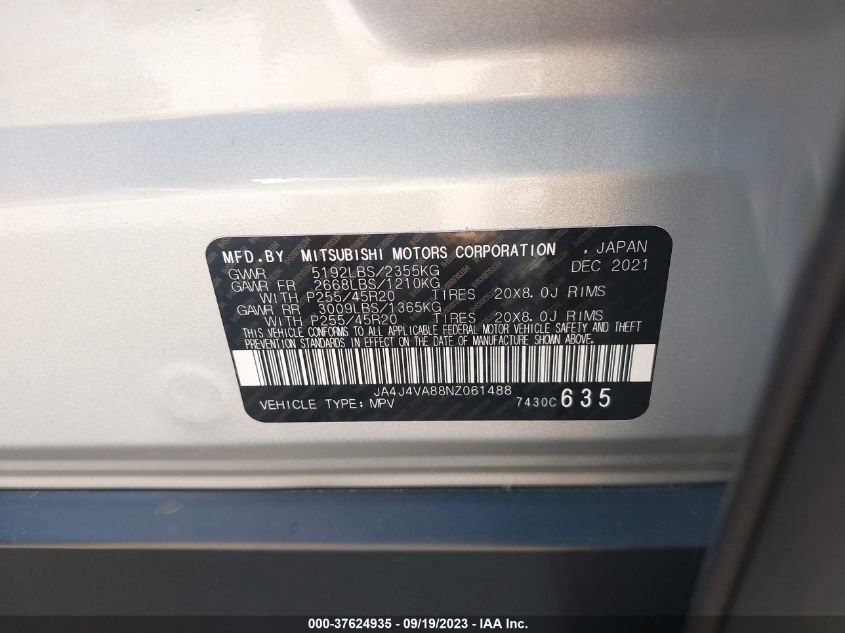 MFD.BY MITSUBISHI MOTORS CORPORATION , JAPAN
GVWR 5192LBS/2355KG DEC 2021
GAWR FR 2668LBS/1210KG
WITH P255/45R20 TIRES 20X8.0J RIMS
GAWR RR 3009LBS/1365KG
WITH P255/45R20 TIRES 20X8.0J RIMS
THIS VEHICLE CONFORMS TO ALL APPLICABLE FEDERAL MOTOR VEHICLE SAFETY AND THEFT
PREVENTION STANDARDS IN EFFECT ON THE DATE OF MANUFACTURE SHOWN ABOVE.
JA4J4VA88NZ061488
VEHICLE TYPE: MPV 7430C 635
000-37624935 - 09/19/2023 - IAA Inc.